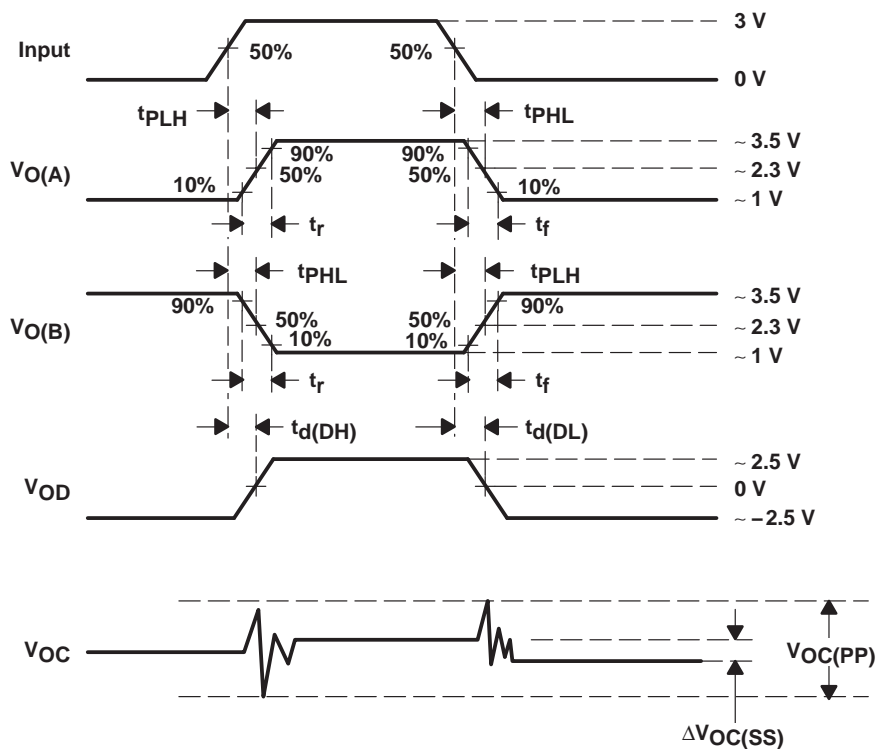 3 V
Input
50%
50%
0 V
tPLH
tPHL
~ 3.5 V
90%
90%
VO(A)
50%
50%
~ 2.3 V
10%
10%
~ 1 V
tr
tf
tPHL
tPLH
90%
90%
~ 3.5 V
VO(B)
50%
50%
~ 2.3 V
10%
10%
~ 1 V
tr
tf
td(DH)
td(DL)
~ 2.5 V
VOD
0 V
~ –2.5 V
VOC
VOC(PP)
ΔVOC(SS)